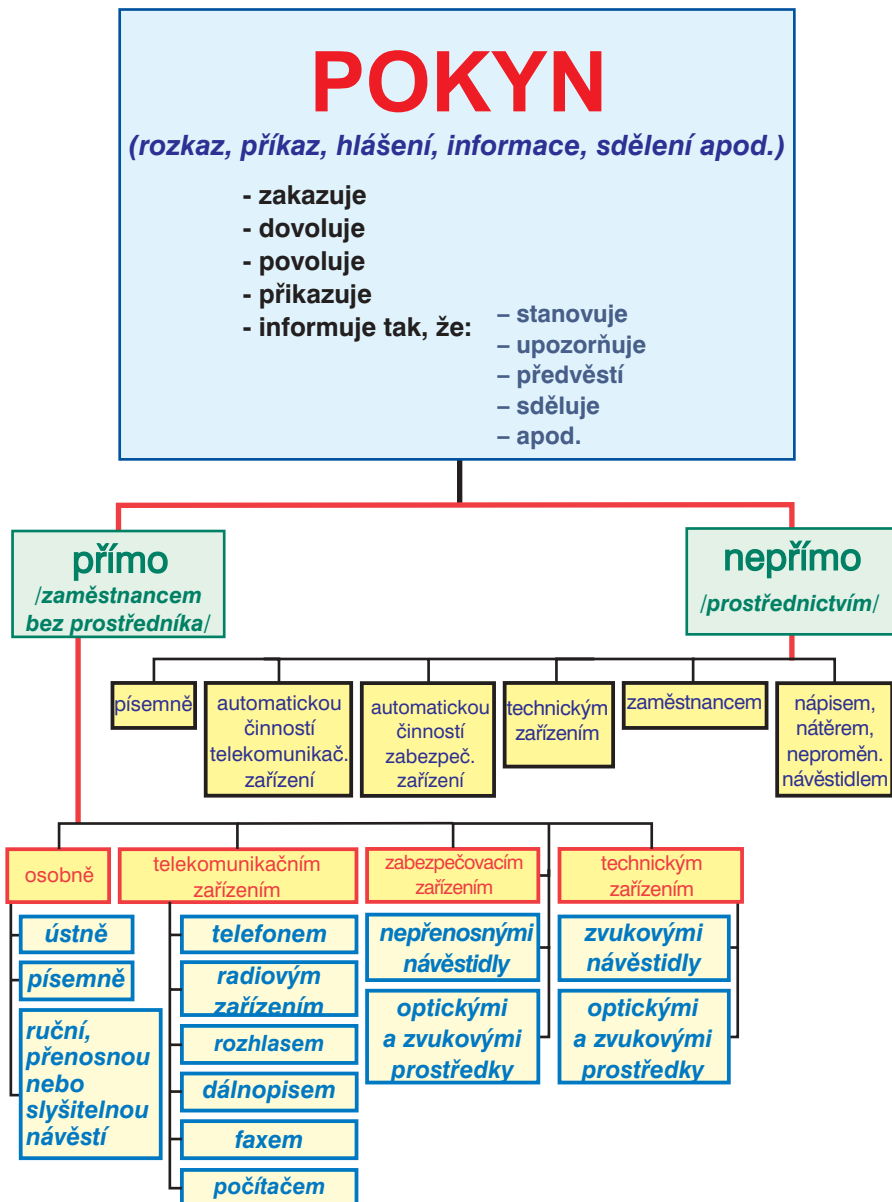 POKYN
(rozkaz, příkaz, hlášení, informace, sdělení apod.)
- zakazuje
- dovoluje
- povoluje
- přikazuje
- informuje tak, že:
– stanovuje
– upozorňuje
– předvěstí
– sděluje
– apod.
přímo
/zaměstnancem
bez prostředníka/
nepřímo
/prostřednictvím/
písemně
automatickou
činností
telekomunikač.
zařízení
automatickou
činností
zabezpeč.
zařízení
technickým
zařízením
zaměstnancem
nápisem,
nátěrem,
neproměn.
návěstidlem
osobně
ústně
písemně
ruční,
přenosnou
nebo
slyšitelnou
návěstí
telekomunikačním
zařízením
telefonem
radiovým
zařízením
rozhlasem
dálnopisem
faxem
počítačem
zabezpečovacím
zařízením
nepřenosnými
návěstidly
optickými
a zvukovými
prostředky
technickým
zařízením
zvukovými
návěstidly
optickými
a zvukovými
prostředky